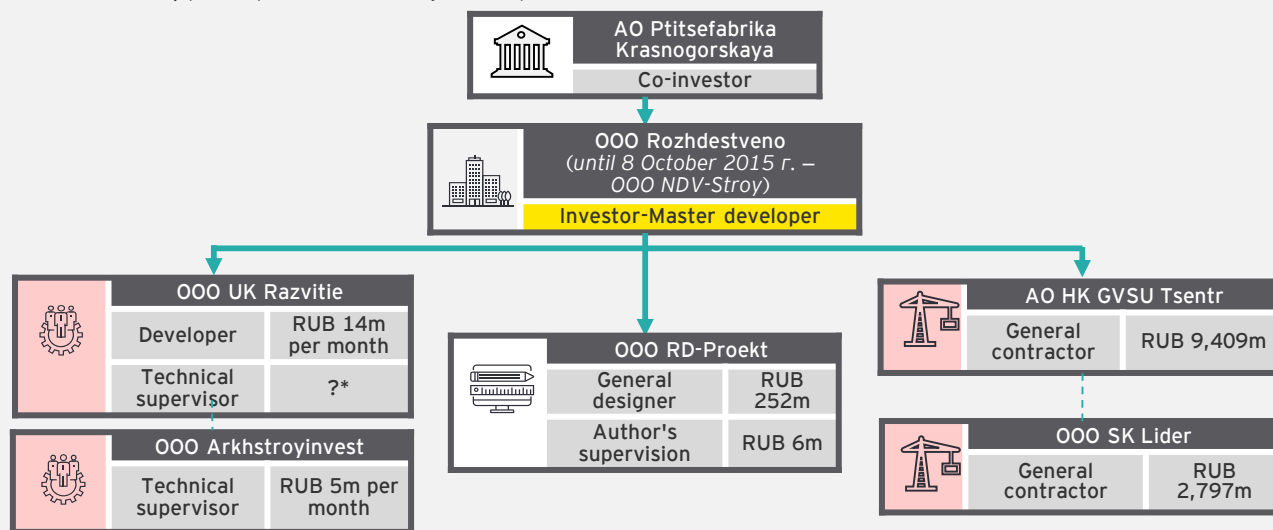 AO Ptitsefabrika
Krasnogorskaya
Co-investor
OOO Rozhdestveno
(until 8 October 2015 г. –
OOO NDV-Stroy)
Investor-Master developer
OOO UK Razvitie
Developer
RUB 14m
per month
Technical
supervisor
?*
OOO Arkhstroyinvest
Technical
supervisor
RUB 5m per
month
OOO RD-Proekt
General
designer
RUB
252m
Author's
supervision
RUB 6m
AO HK GVSU Tsentr
General
contractor
RUB 9,409m
OOO SK Lider
General
contractor
RUB
2,797m